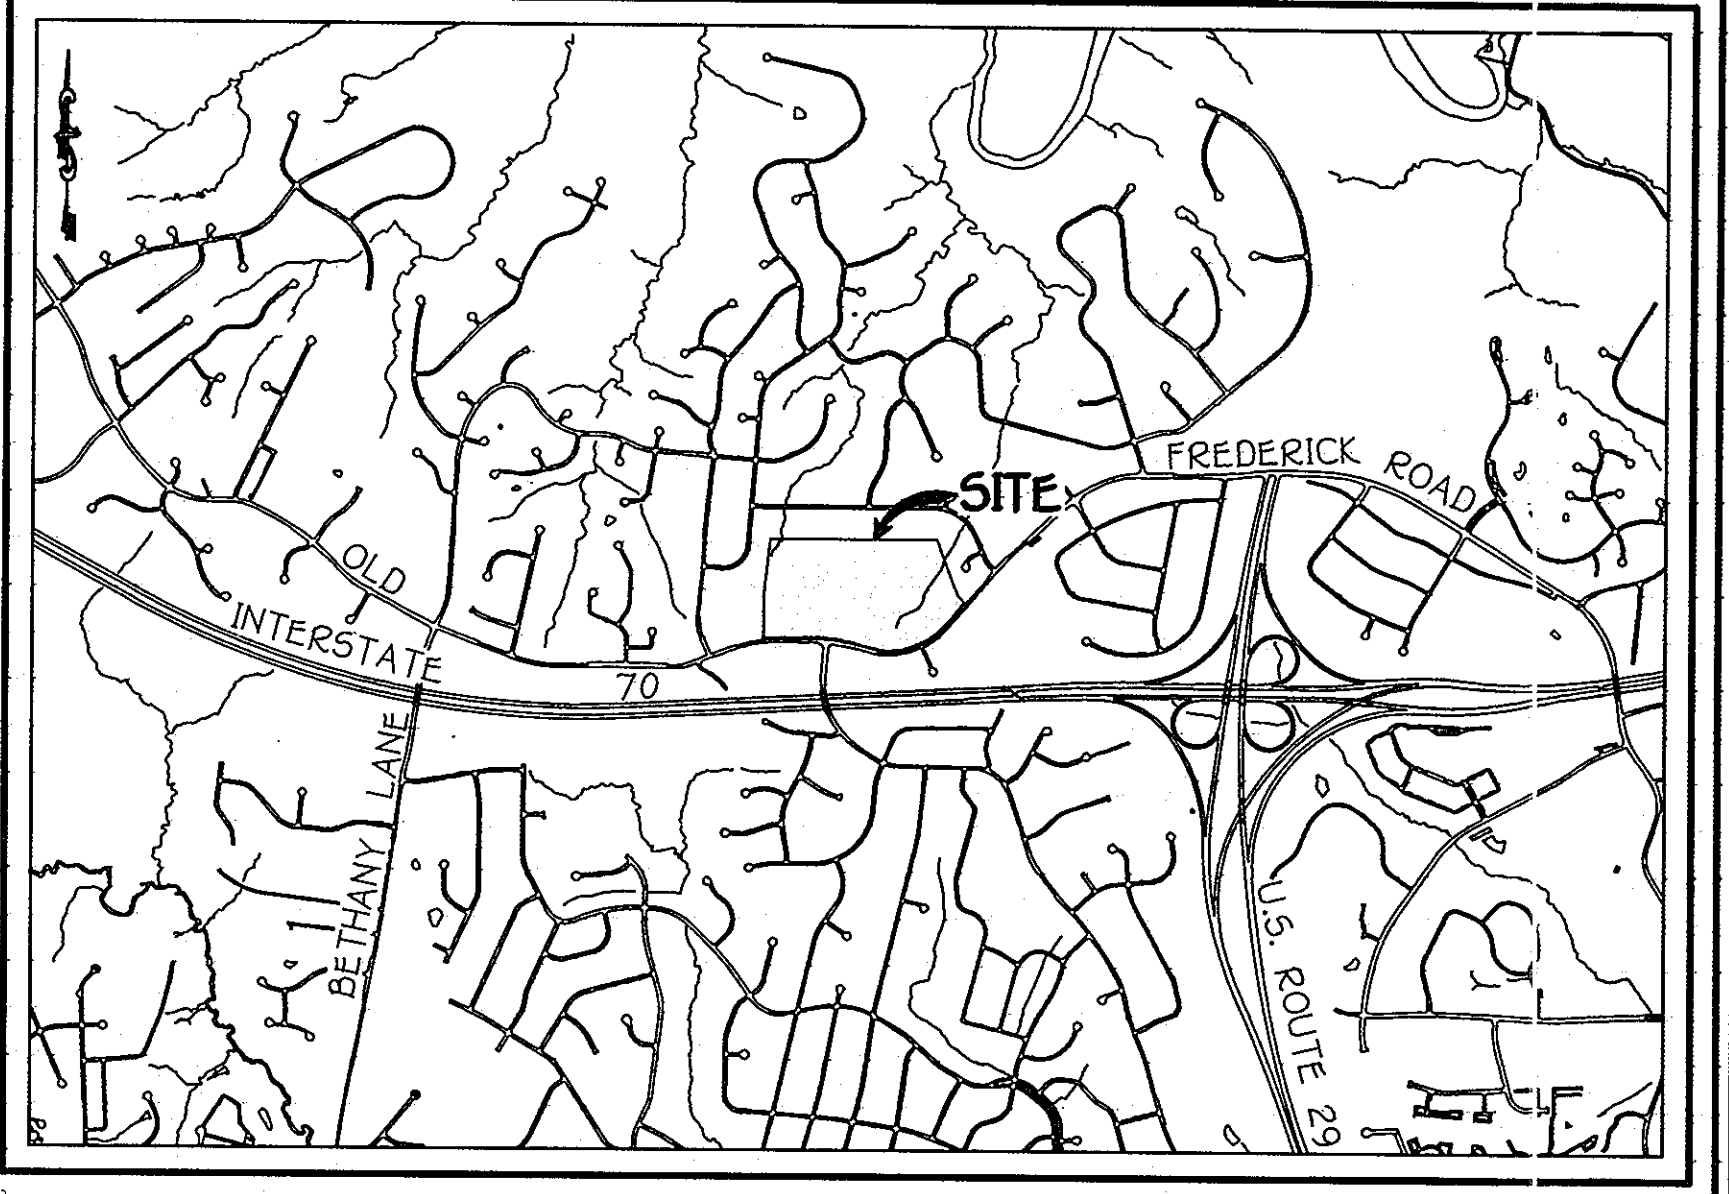 FREDERICK ROAD
SITE
OLD
INTERSTATE 70
BETHANY LANE
U.S. ROUTE 29